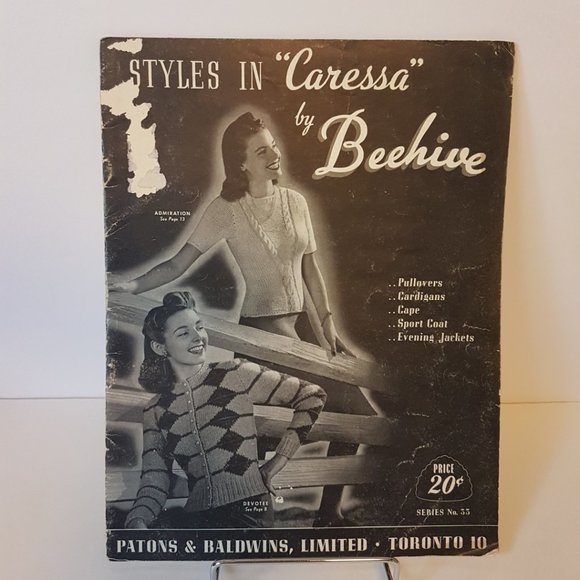 STYLES IN "Caressa"
by
Beehive
ADMIRATION
See Page 13
..Pullovers
..Cardigans
..Cape
..Sport Coat
..Evening Jackets
PRICE
20¢
DEVOTEE
See Page 8
SERIES No. 33
PATONS & BALDWINS, LIMITED · TORONTO 10